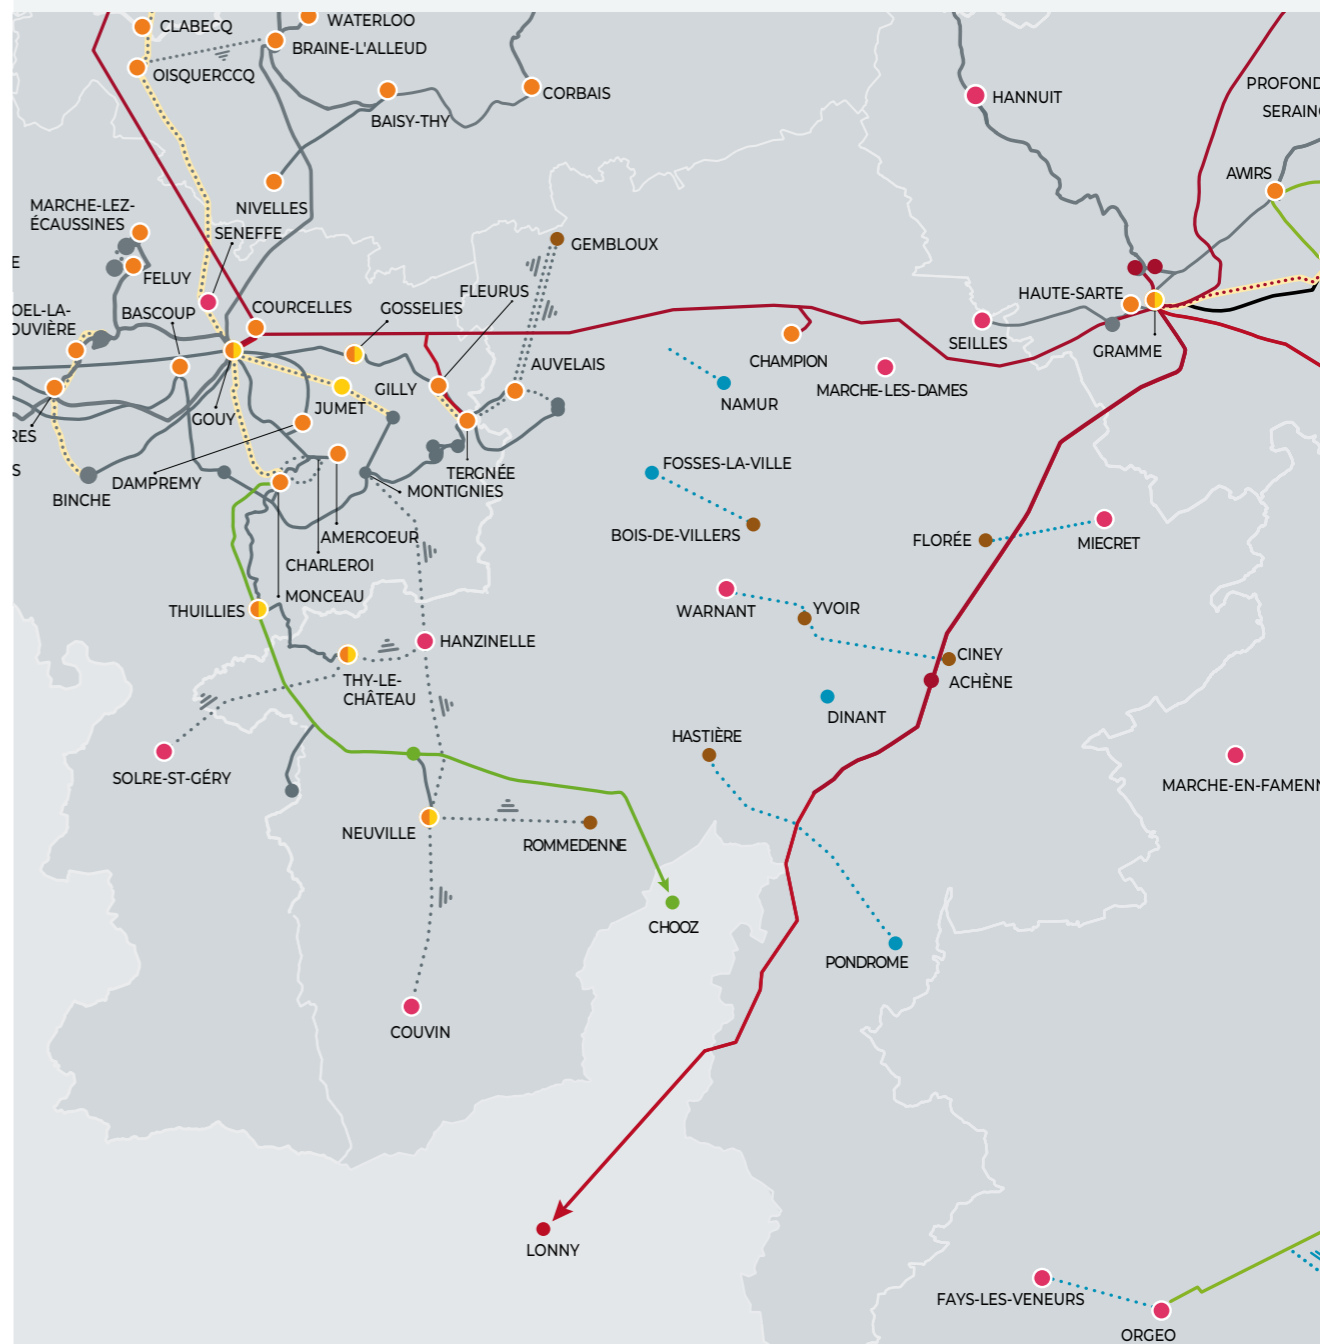 CLABECQ
WATERLOO
BRAINE-L'ALLEUD
OISQUERCCQ
CORBAIS
BAISY-THY
HANNUIT
PROFOND
SERAING
AWIRS
NIVELLES
MARCHE-LEZ-
ÉCAUSSINES
SENEFFE
GEMBLOUX
E
FELUY
FLEURUS
HAUTE-SARTE
OEL-LA-
OUVIÈRE
BASCOUP
COURCELLES
GOSSELIES
SEILLES
GRAMME
CHAMPION
AUVELAIS
MARCHE-LES-DAMES
GILLY
JUMET
NAMUR
GOUY
RES
S
FOSSES-LA-VILLE
TERGNÉE
DAMPREMY
MONTIGNIES
BINCHE
BOIS-DE-VILLERS
AMERCOEUR
FLORÉE
MIECRET
CHARLEROI
MONCEAU
THUILLIES
WARNANT
YVOIR
HANZINELLE
CINEY
THY-LE-
CHÂTEAU
ACHÈNE
DINANT
HASTIÈRE
SOLRE-ST-GÉRY
MARCHE-EN-FAMENN
NEUVILLE
ROMMEDENNE
CHOOZ
PONDROME
COUVIN
LONNY
FAYS-LES-VENEURS
ORGEO